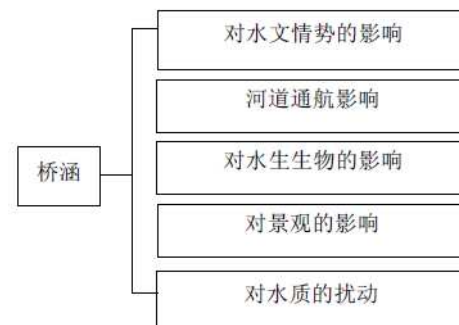 对水文情势的影响
河道通航影响
对水生生物的影响
桥涵
对景观的影响
对水质的扰动